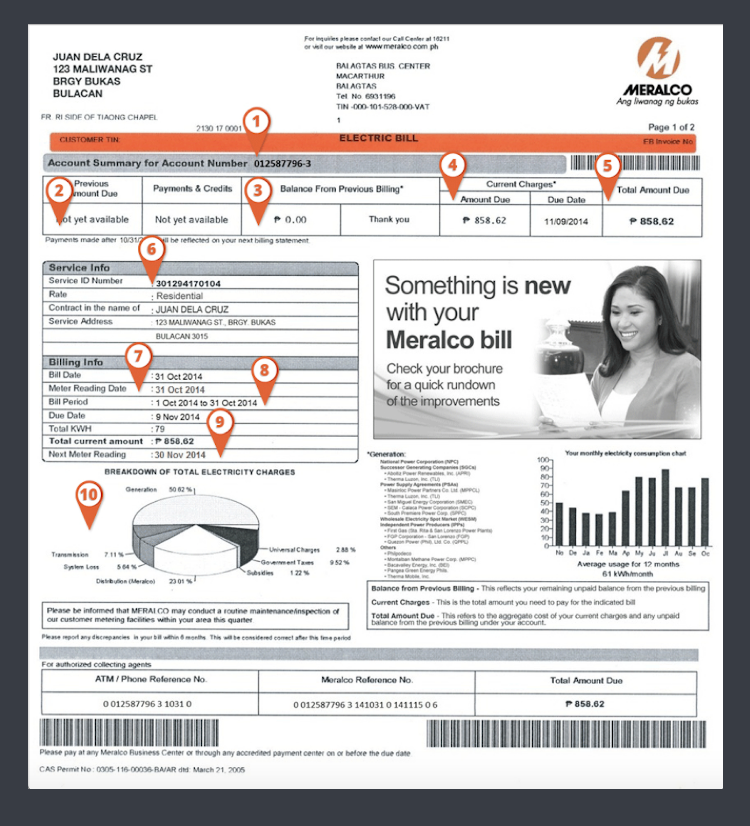 For inquiries please contact our Call Center at 16211
or visit our website at www.meralco.com.ph
JUAN DELA CRUZ
123 MALIWANAG ST
BRGY BUKAS
BULACAN
BALAGTAS BUS. CENTER
MACARTHUR
BALAGTAS
Tel No 6931196
TIN -000-101-528-000-VAT
1
MERALCO
Ang liwanag ng bukas
FR. RI SIDE OF TIAONG CHAPEL
2130 17 0001
Page 1 of 2
1
CUSTOMER TIN:
ELECTRIC BILL
EB Invoice No
Account Summary for Account Number 012587796-3
2
3
4
5
Previous
Amount Due
Payments & Credits
Balance From Previous Billing*
Current Charges*
Amount Due
Due Date
Total Amount Due
Not yet available
Not yet available
₱ 0.00
Thank you
₱ 858.62
11/09/2014
₱ 858,62
Payments made after 10/31/ will be reflected on your next billing statement.
6
Service Info
Service ID Number : 301294170104
Rate : Residential
Contract in the name of : JUAN DELA CRUZ
Service Address : 123 MALIWANAG ST., BRGY. BUKAS
BULACAN 3015
7
8
9
Billing Info
Bill Date : 31 Oct 2014
Meter Reading Date : 31 Oct 2014
Bill Period : 1 Oct 2014 to 31 Oct 2014
Due Date : 9 Nov 2014
Total KWH : 79
Total current amount : ₱ 858.62
Next Meter Reading : 30 Nov 2014
Something is new
with your
Meralco bill
Check your brochure
for a quick rundown
of the improvements
BREAKDOWN OF TOTAL ELECTRICITY CHARGES
10
Generation 50 62 %
Transmission 7.11 %
System Loss 5 64 %
Distribution (Meralco) 23 01 %
Universal Charges 2.88 %
Government Taxes 9 52 %
Subsidies 1 22 %
*Generation:
National Power Corporation (NPC)
Successor Generating Companies (SGCs)
• Aboitiz Power Renewables, Inc. (APRI)
• Therma Luzon, Inc. (TLI)
Power Supply Agreements (PSAs)
• Masinloc Power Partners Co. Ltd. (MPPCL)
• Therma Luzon, Inc. (TLI)
• San Miguel Energy Corporation (SMEC)
• SEM - Calaca Power Corporation (SCPC)
• South Premiere Power Corp. (SPPC)
Wholesale Electricity Spot Market (WESM)
Independent Power Producers (IPPs)
• First Gas (Sta. Rita & San Lorenzo Power Plants)
• FGP Corporation - San Lorenzo (FGP)
• Quezon Power (Phil), Ltd. Co. (QPPL)
Others
• Philpodeco
• Montalban Methane Power Corp. (MMPC)
• Bacavalley Energy, Inc. (BEI)
• Pangea Green Energy Phils.
• Therma Mobile, Inc.
Your monthly electricity consumption chart
100
90
80
70
60
50
40
30
20
10
0
No De Ja Fe Ma Ap My Ju Jl Au Se Oc
Average usage for 12 months
61 kWh/month
Balance from Previous Billing - This reflects your remaining unpaid balance from the previous billing
Current Charges - This is the total amount you need to pay for the indicated bill
Total Amount Due - This refers to the aggregate cost of your current charges and any unpaid
balance from the previous billing under your account.
Please be informed that MERALCO may conduct a routine maintenance/inspection of
our customer metering facilities within your area this quarter.
Please report any discrepancies in your bill within 6 months. This will be considered correct after this time period
For authorized collecting agents
ATM / Phone Reference No.
Meralco Reference No.
Total Amount Due
0 012587796 3 1031 0
0 012587796 3 141031 0 141115 0 6
₱ 858.62
Please pay at any Meralco Business Center or through any accredited payment center on or before the due date
CAS Permit No : 0305-116-00036-BA/AR dtd: March 21, 2005